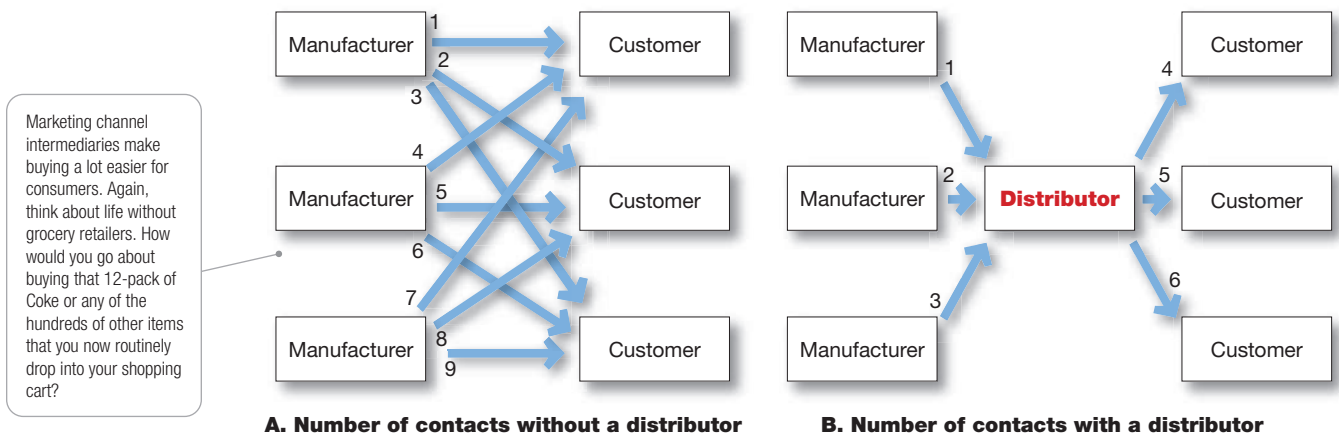 Marketing channel
intermediaries make
buying a lot easier for
consumers. Again,
think about life without
grocery retailers. How
would you go about
buying that 12-pack of
Coke or any of the
hundreds of other items
that you now routinely
drop into your shopping
cart?
Manufacturer
1
2
3
Customer
Manufacturer
4
5
6
Customer
Manufacturer
7
8
9
Customer
A. Number of contacts without a distributor
Manufacturer
1
4
Customer
Manufacturer
2
Distributor
5
Customer
3
6
Manufacturer
Customer
B. Number of contacts with a distributor